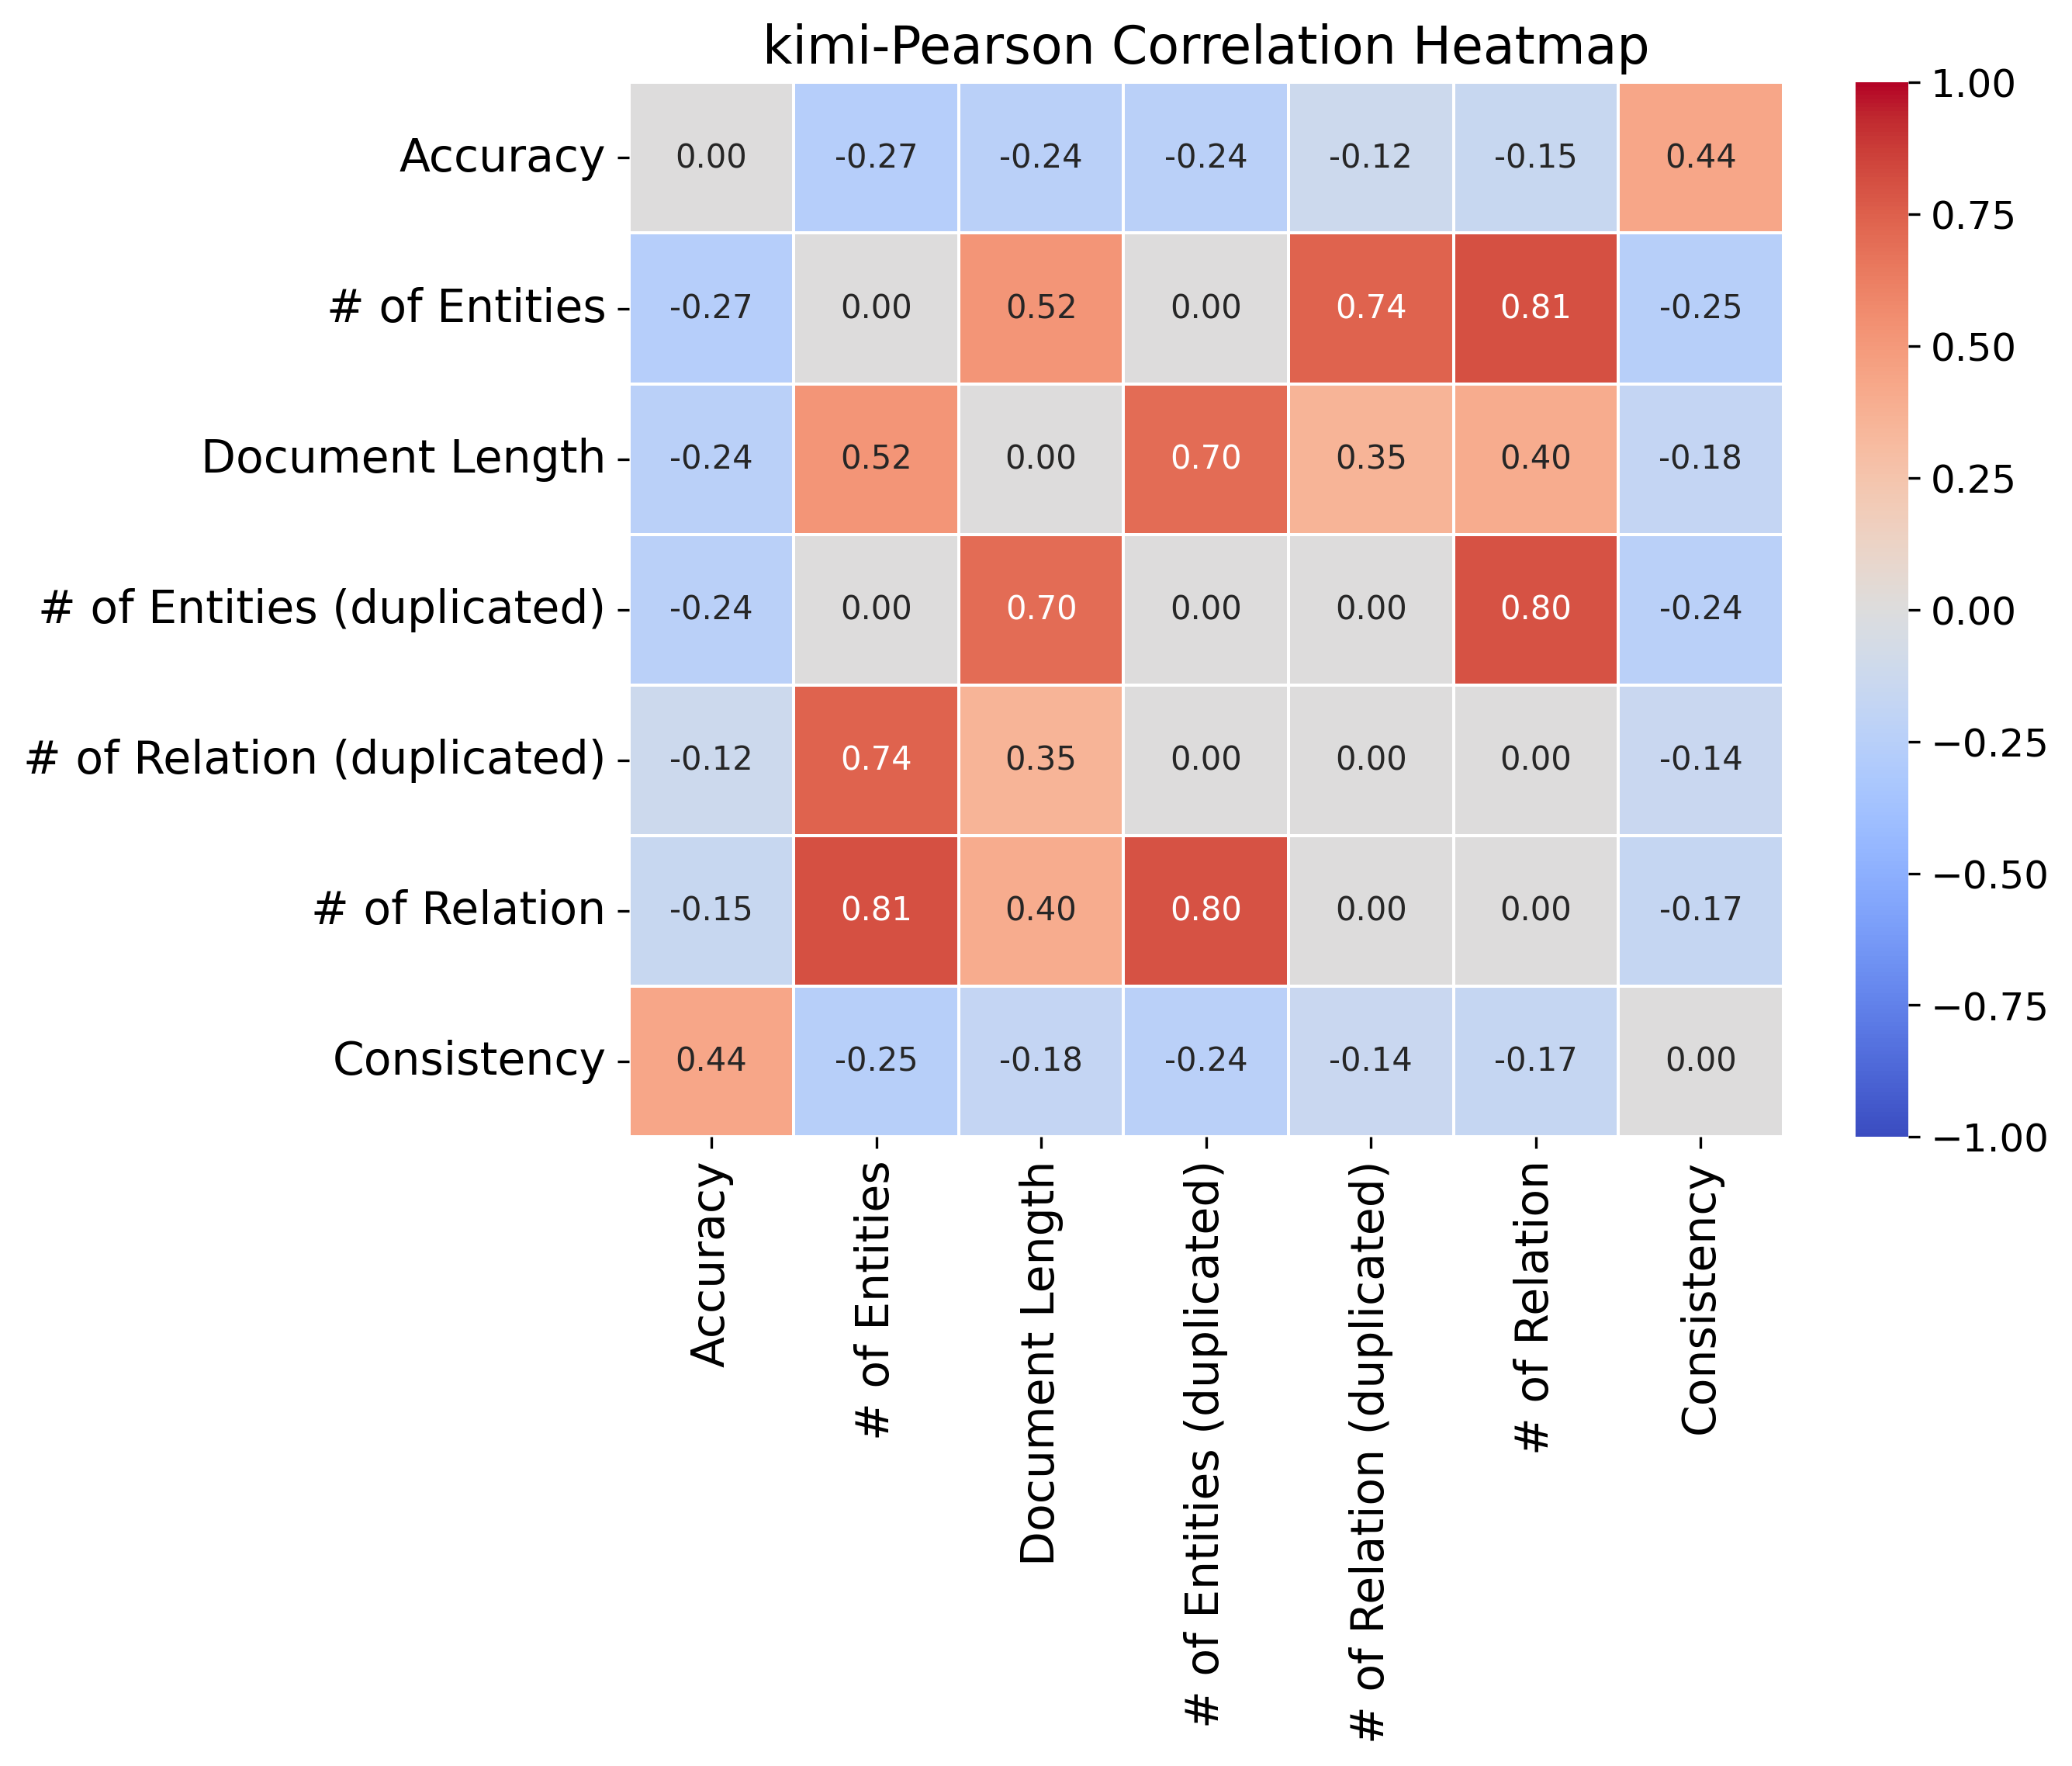 kimi-Pearson Correlation Heatmap
Accuracy 0.00 -0.27 -0.24 -0.24 -0.12 -0.15 0.44
# of Entities -0.27 0.00 0.52 0.00 0.74 0.81 -0.25
Document Length -0.24 0.52 0.00 0.70 0.35 0.40 -0.18
# of Entities (duplicated) -0.24 0.00 0.70 0.00 0.00 0.80 -0.24
# of Relation (duplicated) -0.12 0.74 0.35 0.00 0.00 0.00 -0.14
# of Relation -0.15 0.81 0.40 0.80 0.00 0.00 -0.17
Consistency 0.44 -0.25 -0.18 -0.24 -0.14 -0.17 0.00
Accuracy
# of Entities
Document Length
# of Entities (duplicated)
# of Relation (duplicated)
# of Relation
Consistency
1.00
0.75
0.50
0.25
0.00
−0.25
−0.50
−0.75
−1.00